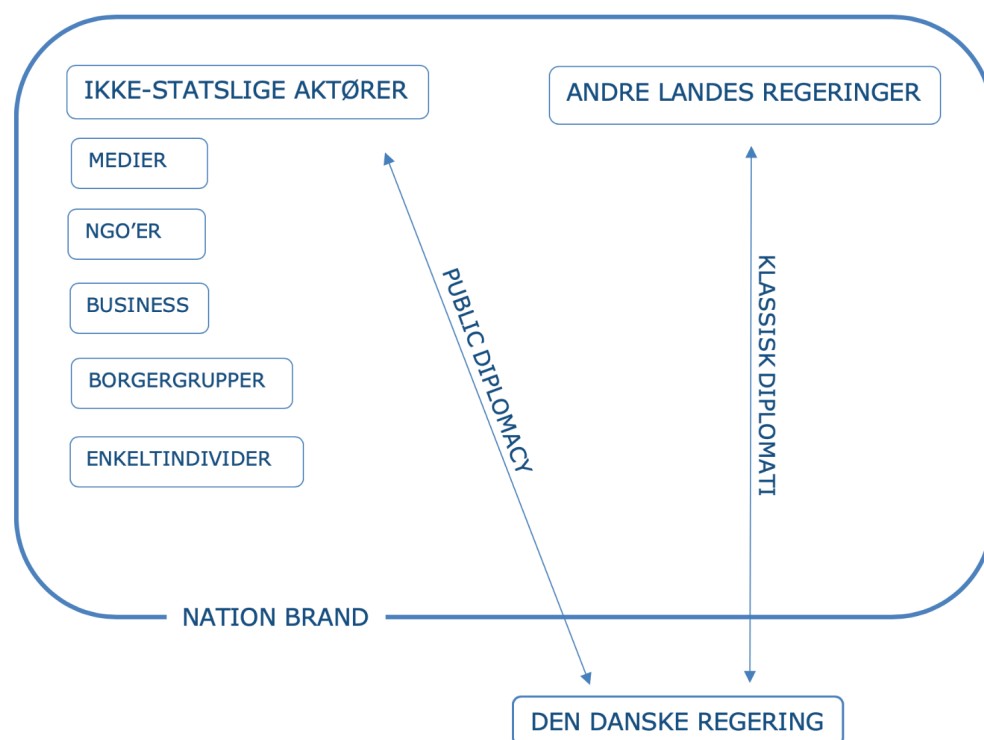 IKKE-STATSLIGE AKTØRER
ANDRE LANDES REGERINGER
MEDIER
NGO’ER
BUSINESS
BORGERGRUPPER
ENKELTINDIVIDER
PUBLIC DIPLOMACY
KLASSISK DIPLOMATI
NATION BRAND
DEN DANSKE REGERING